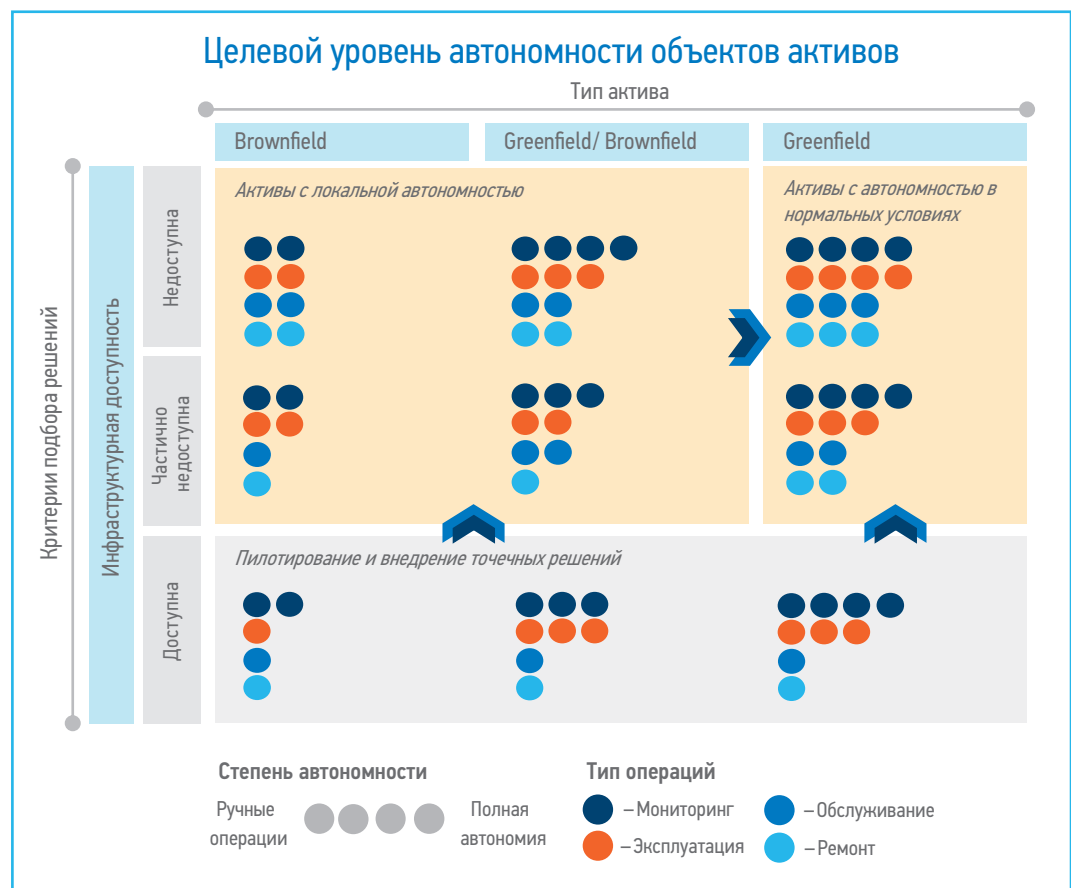 Целевой уровень автономности объектов активов
Тип актива
Brownfield
Greenfield/ Brownfield
Greenfield
Критерии подбора решений
Инфраструктурная доступность
Недоступна
Активы с локальной автономностью
Активы с автономностью в
нормальных условиях
Частично
недоступна
Доступна
Пилотирование и внедрение точечных решений
Степень автономности
Ручные
операции
Полная
автономия
Тип операций
– Мониторинг
– Обслуживание
– Эксплуатация
– Ремонт